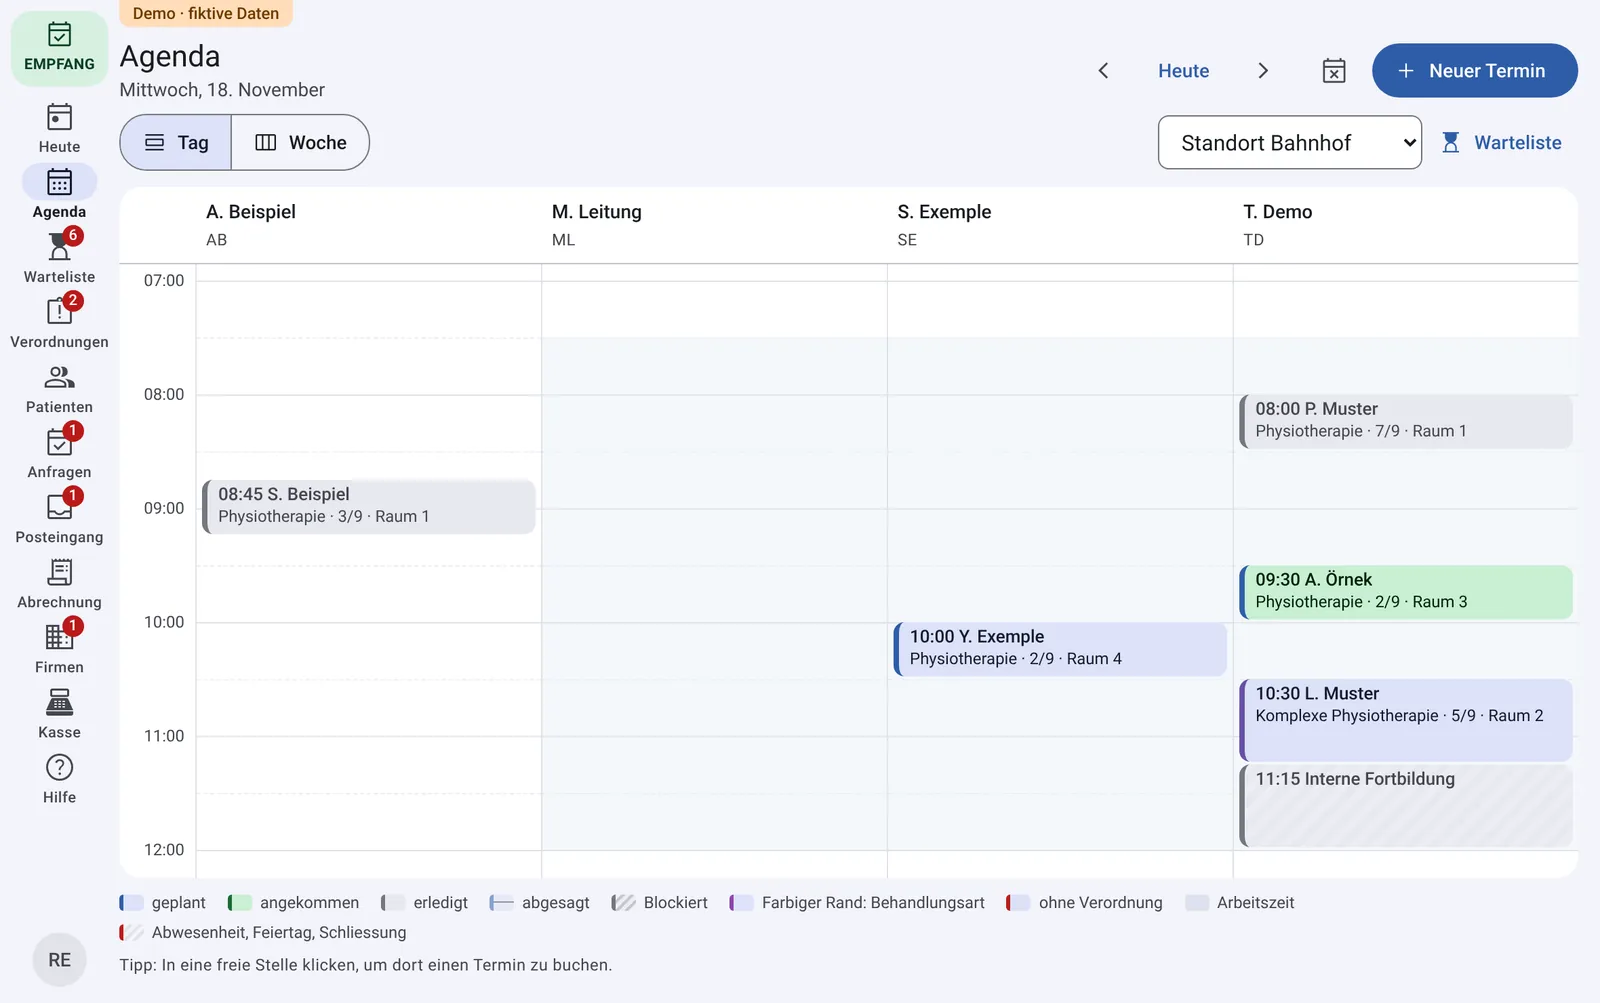 Demo · fiktive Daten
EMPFANG
Agenda
Mittwoch, 18. November
Heute
+ Neuer Termin
Tag
Woche
Standort Bahnhof
Warteliste
Heute
Agenda
6
Warteliste
2
Verordnungen
Patienten
1
Anfragen
1
Posteingang
Abrechnung
1
Firmen
Kasse
?
Hilfe
RE
A. Beispiel
AB
M. Leitung
ML
S. Exemple
SE
T. Demo
TD
07:00
08:00
09:00
10:00
11:00
12:00
08:45 S. Beispiel
Physiotherapie · 3/9 · Raum 1
10:00 Y. Exemple
Physiotherapie · 2/9 · Raum 4
08:00 P. Muster
Physiotherapie · 7/9 · Raum 1
09:30 A. Örnek
Physiotherapie · 2/9 · Raum 3
10:30 L. Muster
Komplexe Physiotherapie · 5/9 · Raum 2
11:15 Interne Fortbildung
geplant angekommen erledigt abgesagt Blockiert Farbiger Rand: Behandlungsart ohne Verordnung Arbeitszeit
Abwesenheit, Feiertag, Schliessung
Tipp: In eine freie Stelle klicken, um dort einen Termin zu buchen.